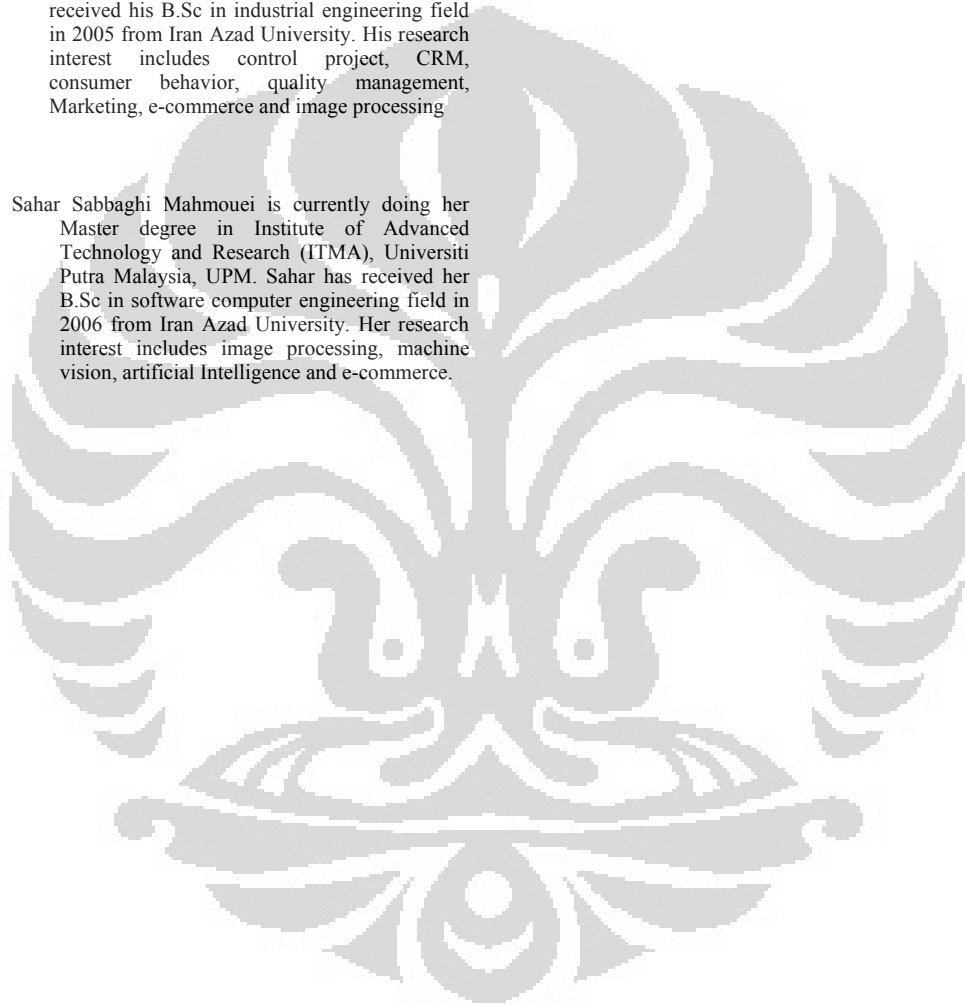 received his B.Sc in industrial engineering field
in 2005 from Iran Azad University. His research
interest includes control project, CRM,
consumer behavior, quality management,
Marketing, e-commerce and image processing
Sahar Sabbaghi Mahmouei is currently doing her
Master degree in Institute of Advanced
Technology and Research (ITMA), Universiti
Putra Malaysia, UPM. Sahar has received her
B.Sc in software computer engineering field in
2006 from Iran Azad University. Her research
interest includes image processing, machine
vision, artificial Intelligence and e-commerce.